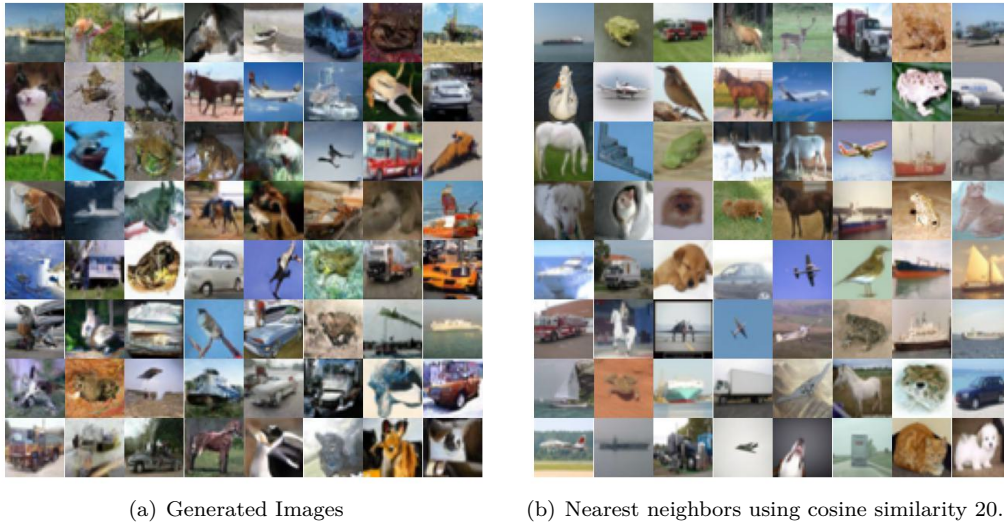 (a) Generated Images
(b) Nearest neighbors using cosine similarity 20.